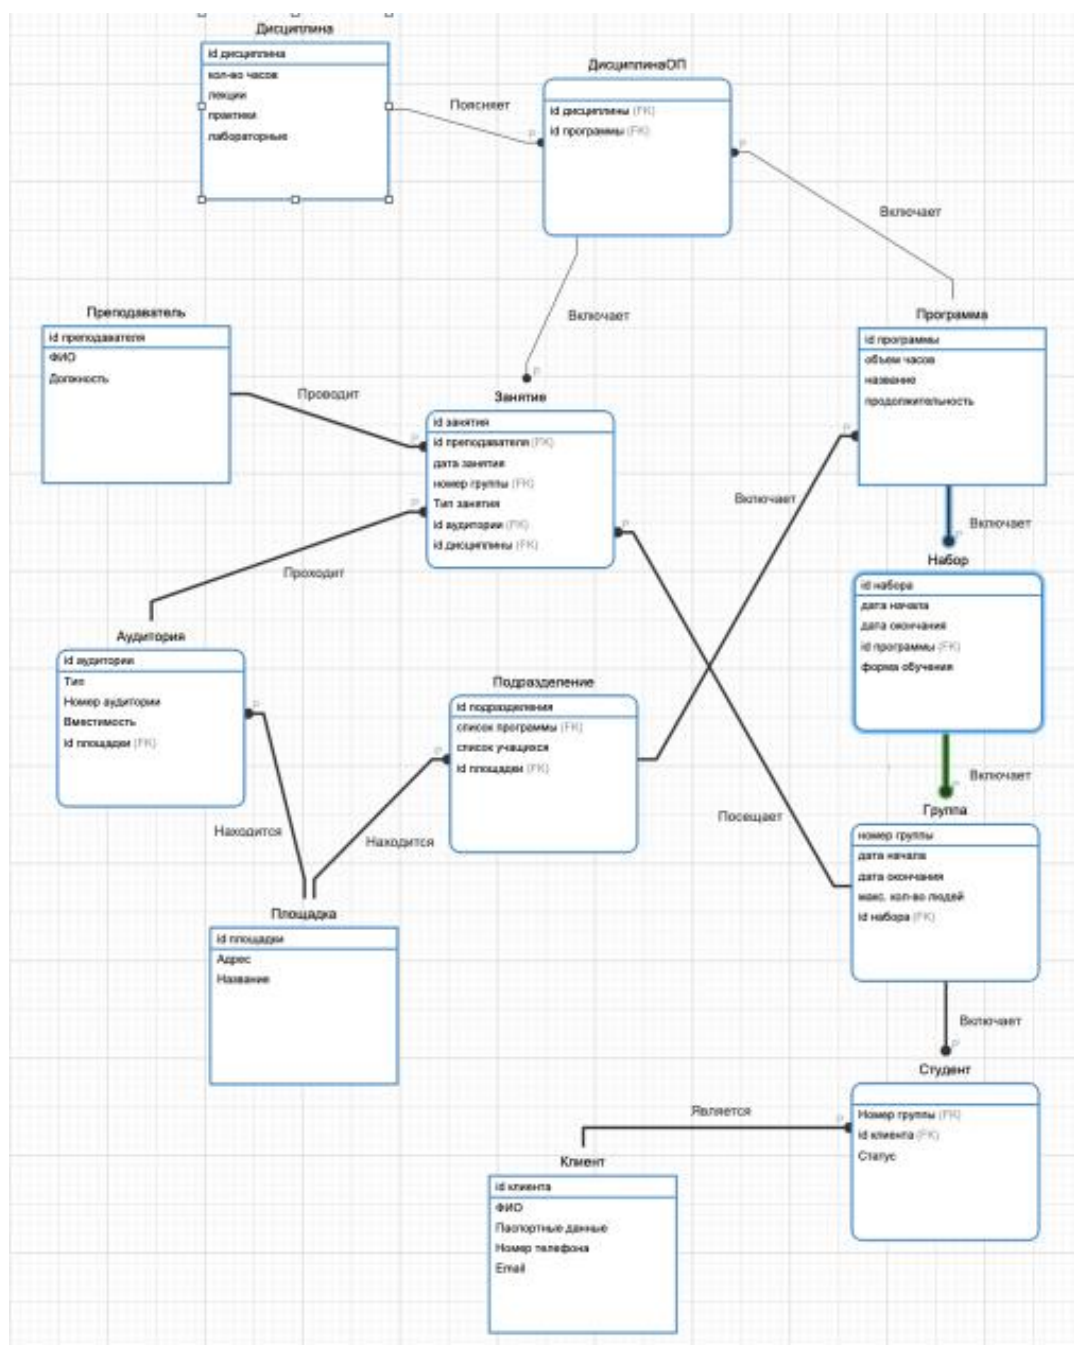 Дисциплина
id дисциплина
кол-во часов
лекции
практики
лабораторные
ДисциплинаОП
id дисциплины (FK)
id программы (FK)
Поясняет
P
P
Включает
Включает
P
Преподаватель
id преподавателя
ФИО
Должность
Проводит
P
Программа
id программы
объем часов
название
продолжительность
P
Занятие
id занятия
id преподавателя (FK)
дата занятия
номер группы (FK)
Тип занятия
id аудитории (FK)
id дисциплины (FK)
P
P
Проходит
Включает
Включает
P
Набор
id набора
дата начала
дата окончания
id программы (FK)
форма обучения
Аудитория
id аудитории
Тип
Номер аудитории
Вместимость
id площадки (FK)
P
Подразделение
id подразделения
список программы (FK)
список учащихся
id площадки (FK)
P
Находится
Находится
Посещает
Включает
P
Группа
номер группы
дата начала
дата окончания
макс. кол-во людей
id набора (FK)
Площадка
id площадки
Адрес
Название
Включает
P
Студент
Номер группы (FK)
id клиента (FK)
Статус
Является
P
Клиент
id клиента
ФИО
Паспортные данные
Номер телефона
Email